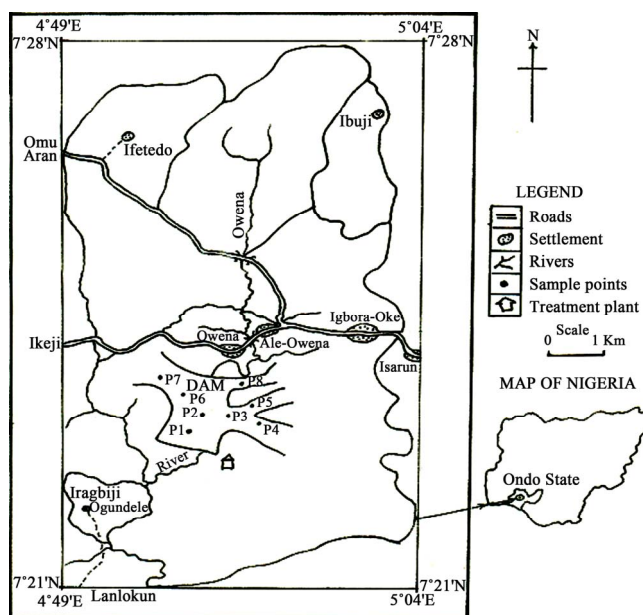 4°49'E
5°04'E
7°28'N
7°28'N
N
Ibuji
Ifetedo
Omu
Aran
Owena
LEGEND
Roads
Settlement
Rivers
Sample points
Treatment plant
Scale
0 1 Km
Igbora-Oke
Owena
Ale-Owena
Ikeji
Isarun
MAP OF NIGERIA
P7
DAM
P8
P6
P5
P2
P3
P4
P1
River
Ondo State
Iragbiji
Ogundele
7°21'N
7°21'N
4°49'E
Lanlokun
5°04'E